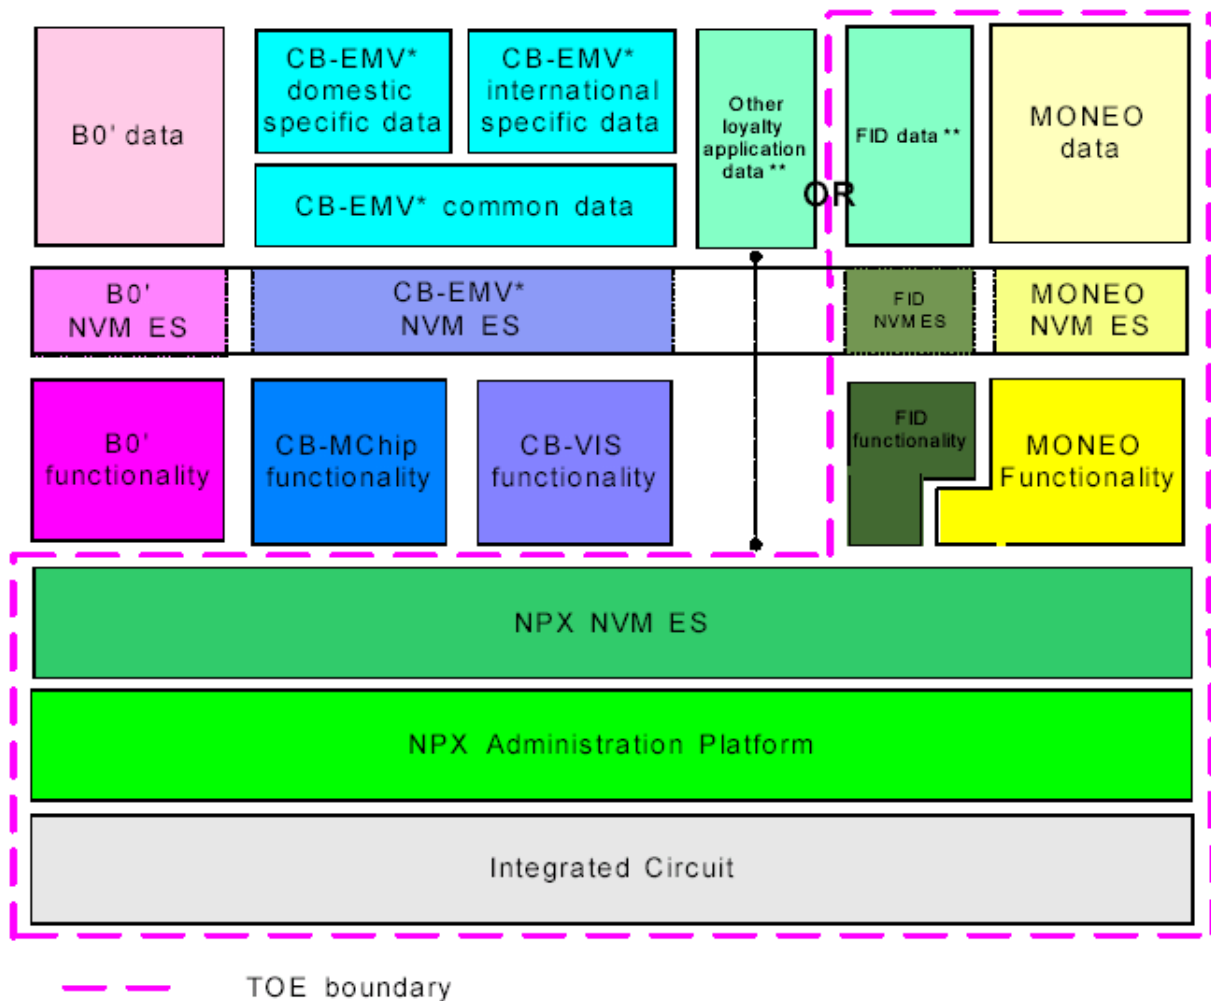 B0' data
CB-EMV*
domestic
specific data
CB-EMV*
international
specific data
CB-EMV* common data
Other
loyalty
application
data **
OR
FID data **
MONEO
data
B0'
NVM ES
CB-EMV*
NVM ES
FID
NVM ES
MONEO
NVM ES
B0'
functionality
CB-MChip
functionality
CB-VIS
functionality
FID
functionality
MONEO
Functionality
NPX NVM ES
NPX Administration Platform
Integrated Circuit
TOE boundary